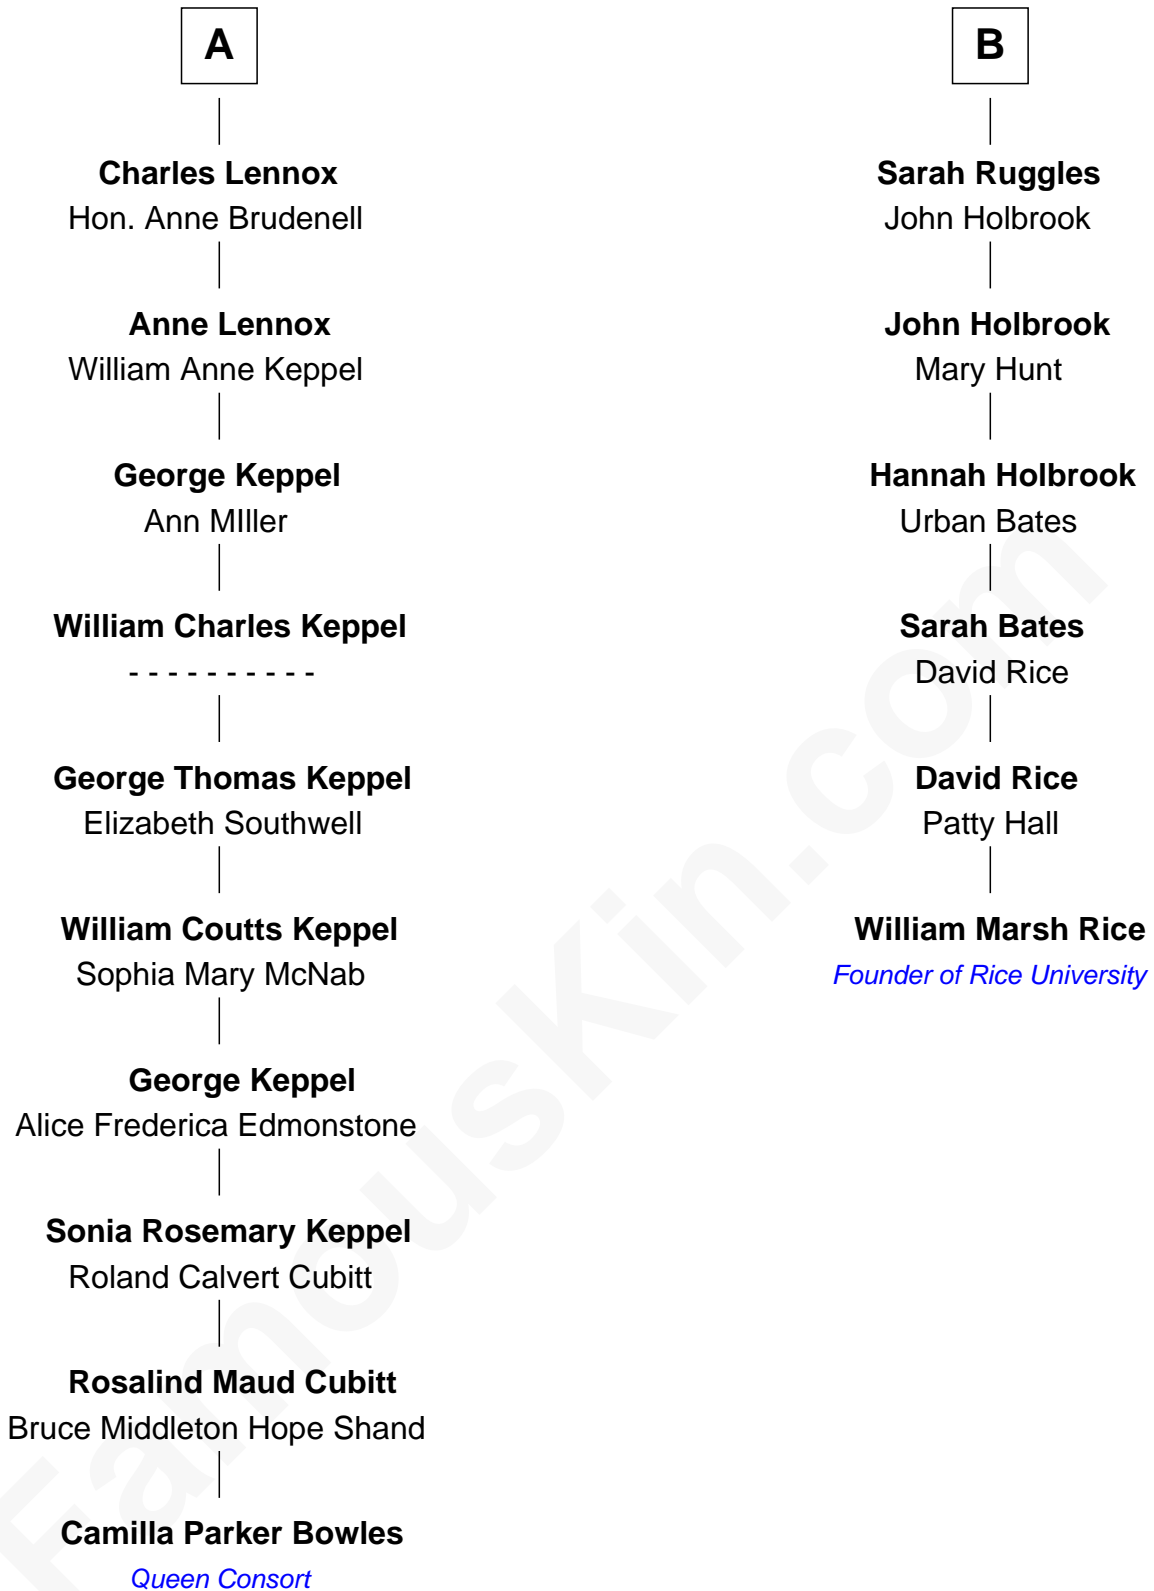 A
Charles Lennox
Hon. Anne Brudenell
Anne Lennox
William Anne Keppel
George Keppel
Ann MIller
William Charles Keppel
- - - - - - - - - -
George Thomas Keppel
Elizabeth Southwell
William Coutts Keppel
Sophia Mary McNab
George Keppel
Alice Frederica Edmonstone
Sonia Rosemary Keppel
Roland Calvert Cubitt
Rosalind Maud Cubitt
Bruce Middleton Hope Shand
Camilla Parker Bowles
Queen Consort
B
Sarah Ruggles
John Holbrook
John Holbrook
Mary Hunt
Hannah Holbrook
Urban Bates
Sarah Bates
David Rice
David Rice
Patty Hall
William Marsh Rice
Founder of Rice University
FamousKin.com